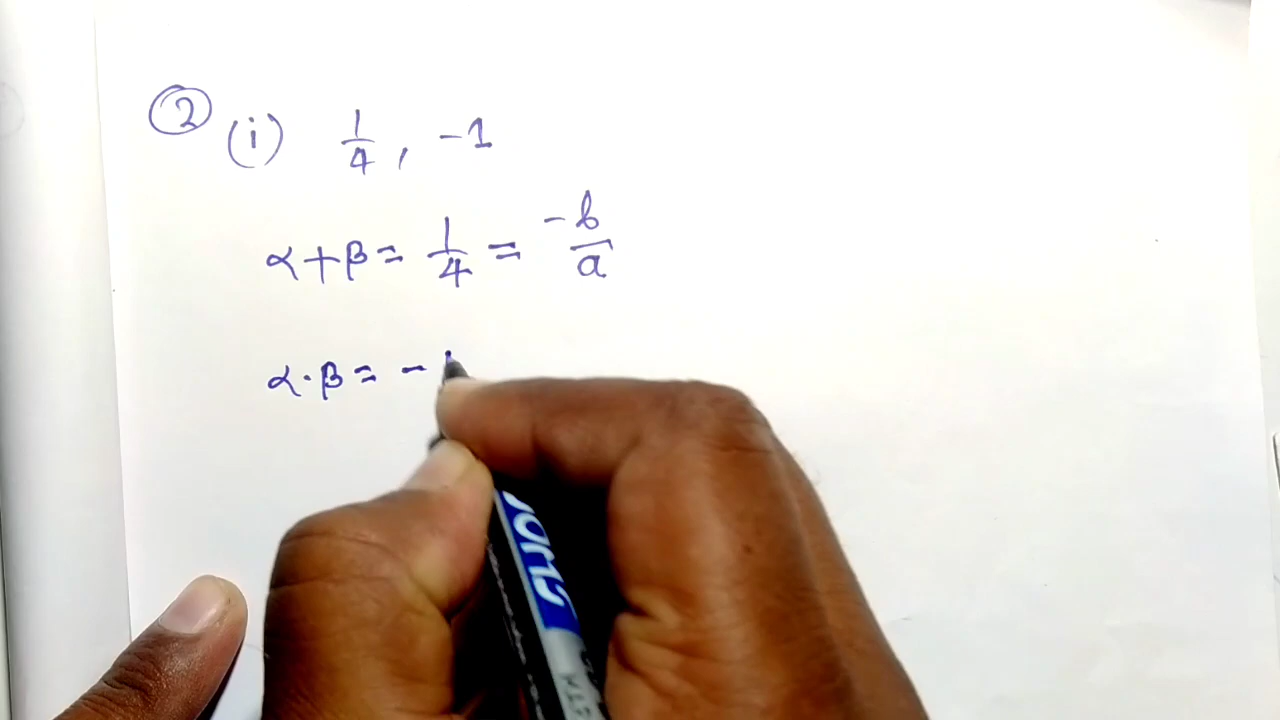 ② (i) 1/4, -1
α+β = 1/4 = -b/a
α·β = -